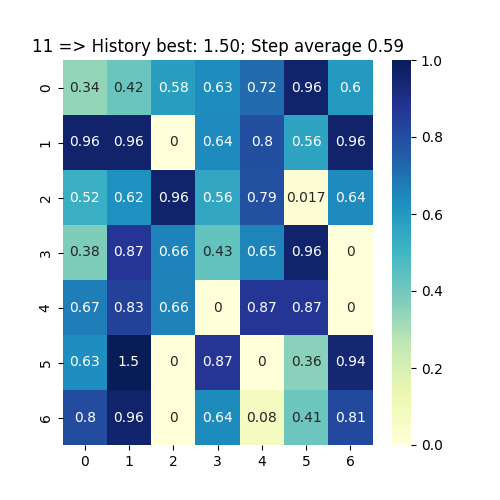 11 => History best: 1.50; Step average 0.59
0 0.34 0.42 0.58 0.63 0.72 0.96 0.6
1 0.96 0.96 0 0.64 0.8 0.56 0.96
2 0.52 0.62 0.96 0.56 0.79 0.017 0.64
3 0.38 0.87 0.66 0.43 0.65 0.96 0
4 0.67 0.83 0.66 0 0.87 0.87 0
5 0.63 1.5 0 0.87 0 0.36 0.94
6 0.8 0.96 0 0.64 0.08 0.41 0.81
0 1 2 3 4 5 6
1.0
0.8
0.6
0.4
0.2
0.0